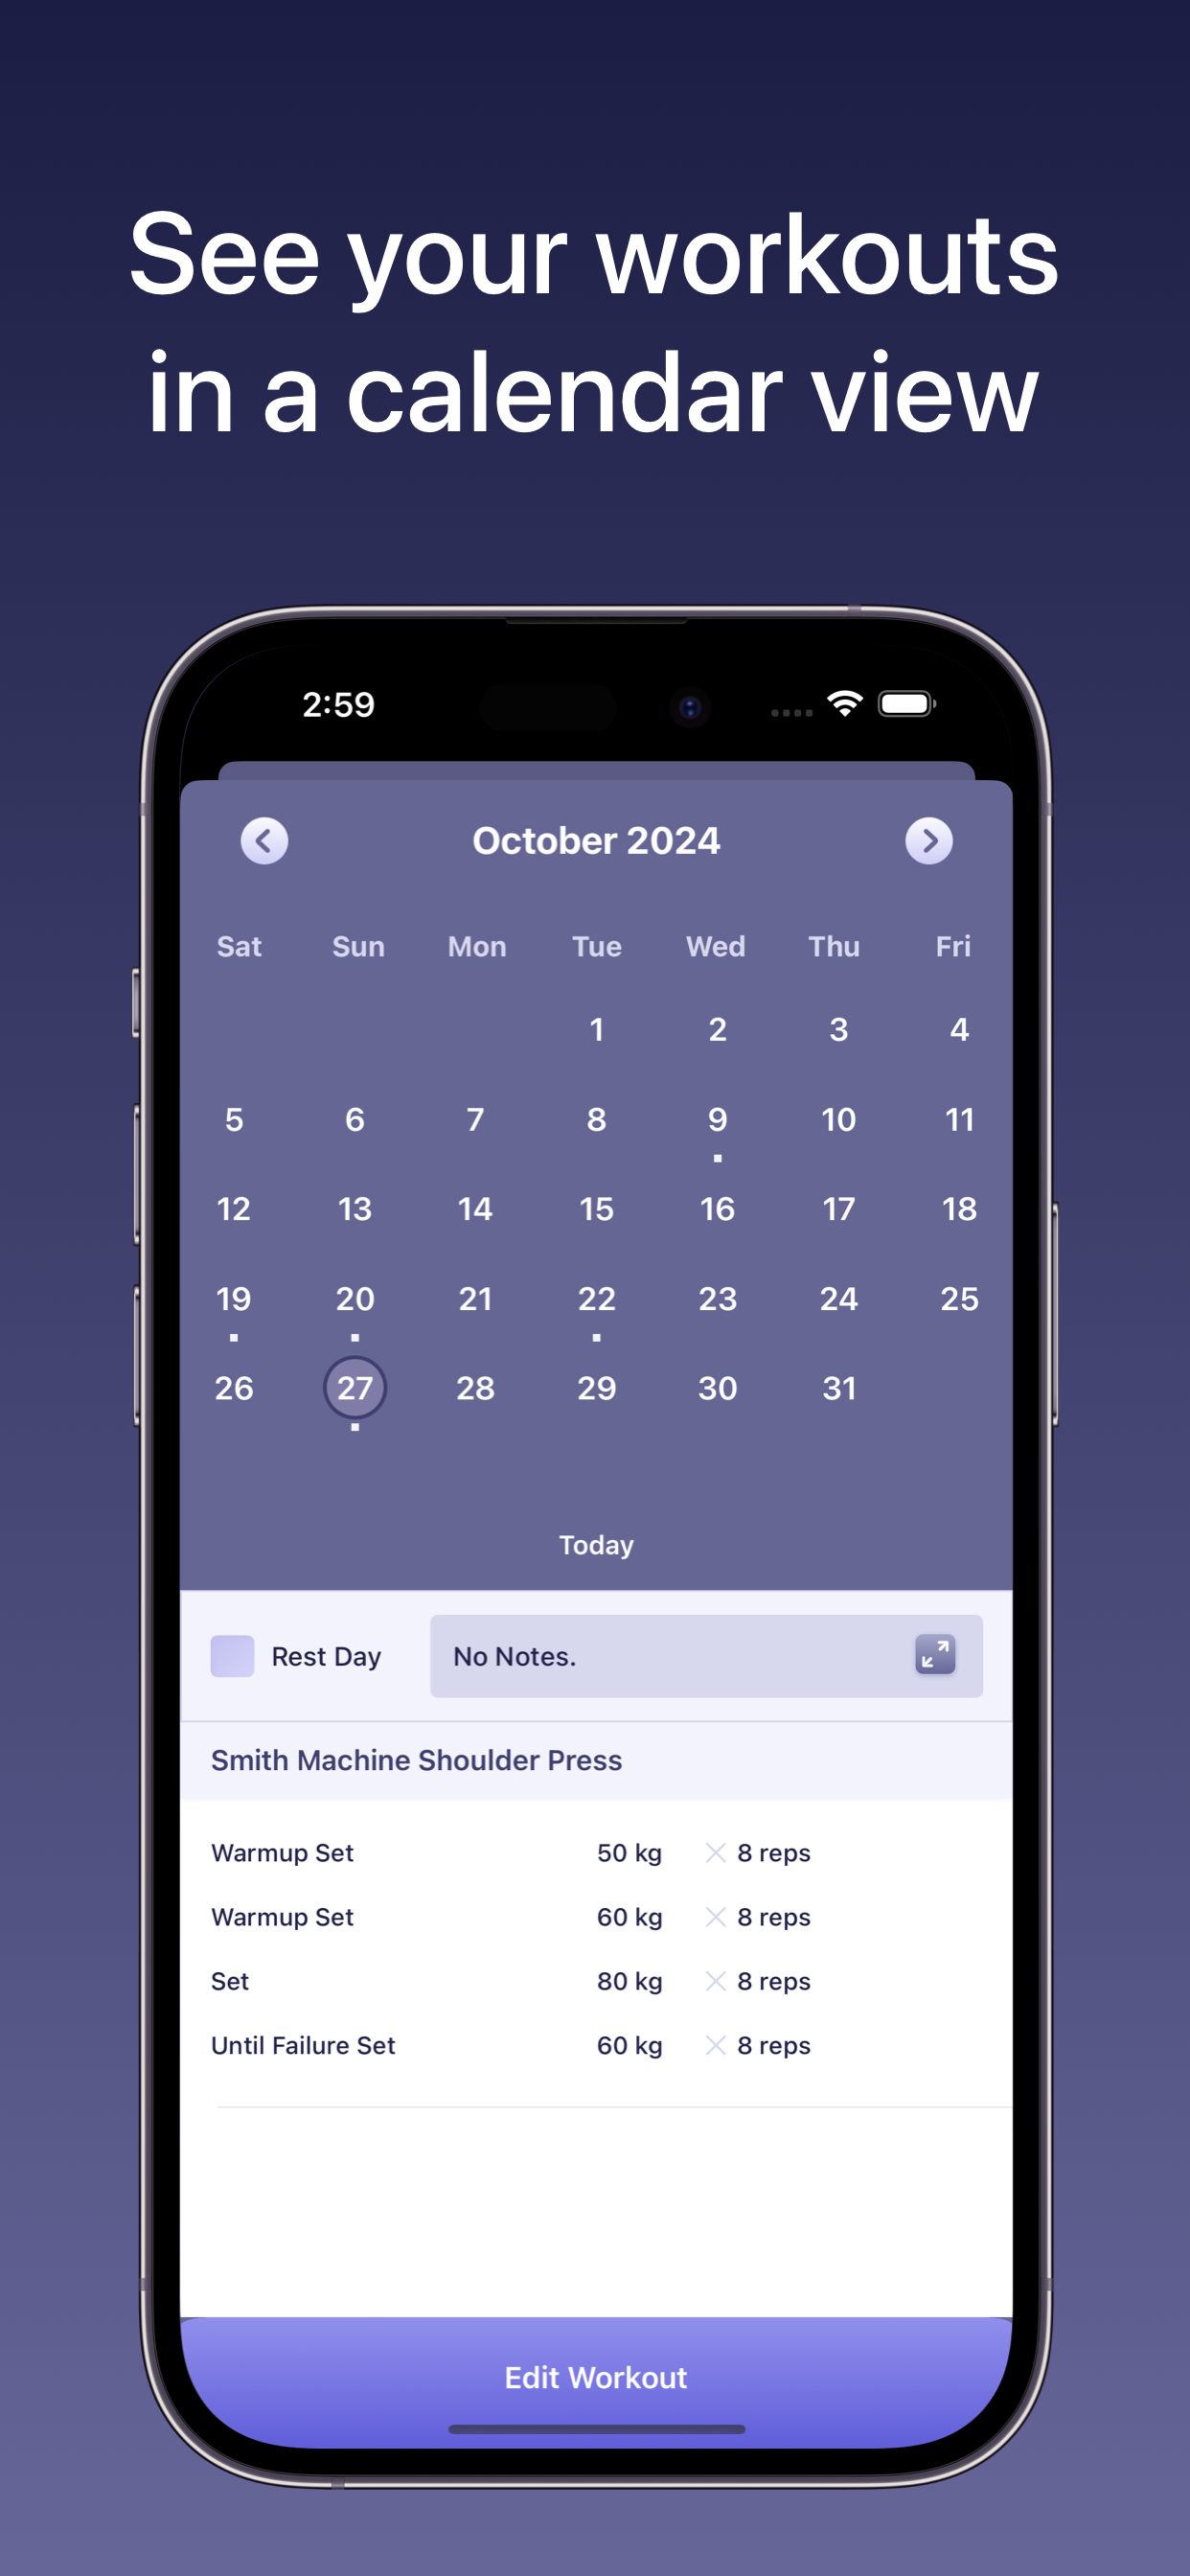 See your workouts
in a calendar view
2:59
October 2024
Sat Sun Mon Tue Wed Thu Fri
1 2 3 4
5 6 7 8 9 10 11
12 13 14 15 16 17 18
19 20 21 22 23 24 25
26 27 28 29 30 31
Today
Rest Day No Notes.
Smith Machine Shoulder Press
Warmup Set 50 kg × 8 reps
Warmup Set 60 kg × 8 reps
Set 80 kg × 8 reps
Until Failure Set 60 kg × 8 reps
Edit Workout